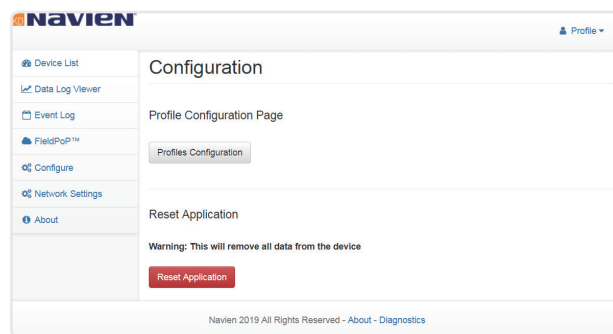 KD Navien
Profile
Device List
Data Log Viewer
Event Log
FieldPoP™
Configure
Network Settings
About
Configuration
Profile Configuration Page
Profiles Configuration
Reset Application
Warning: This will remove all data from the device
Reset Application
Navien 2019 All Rights Reserved - About - Diagnostics